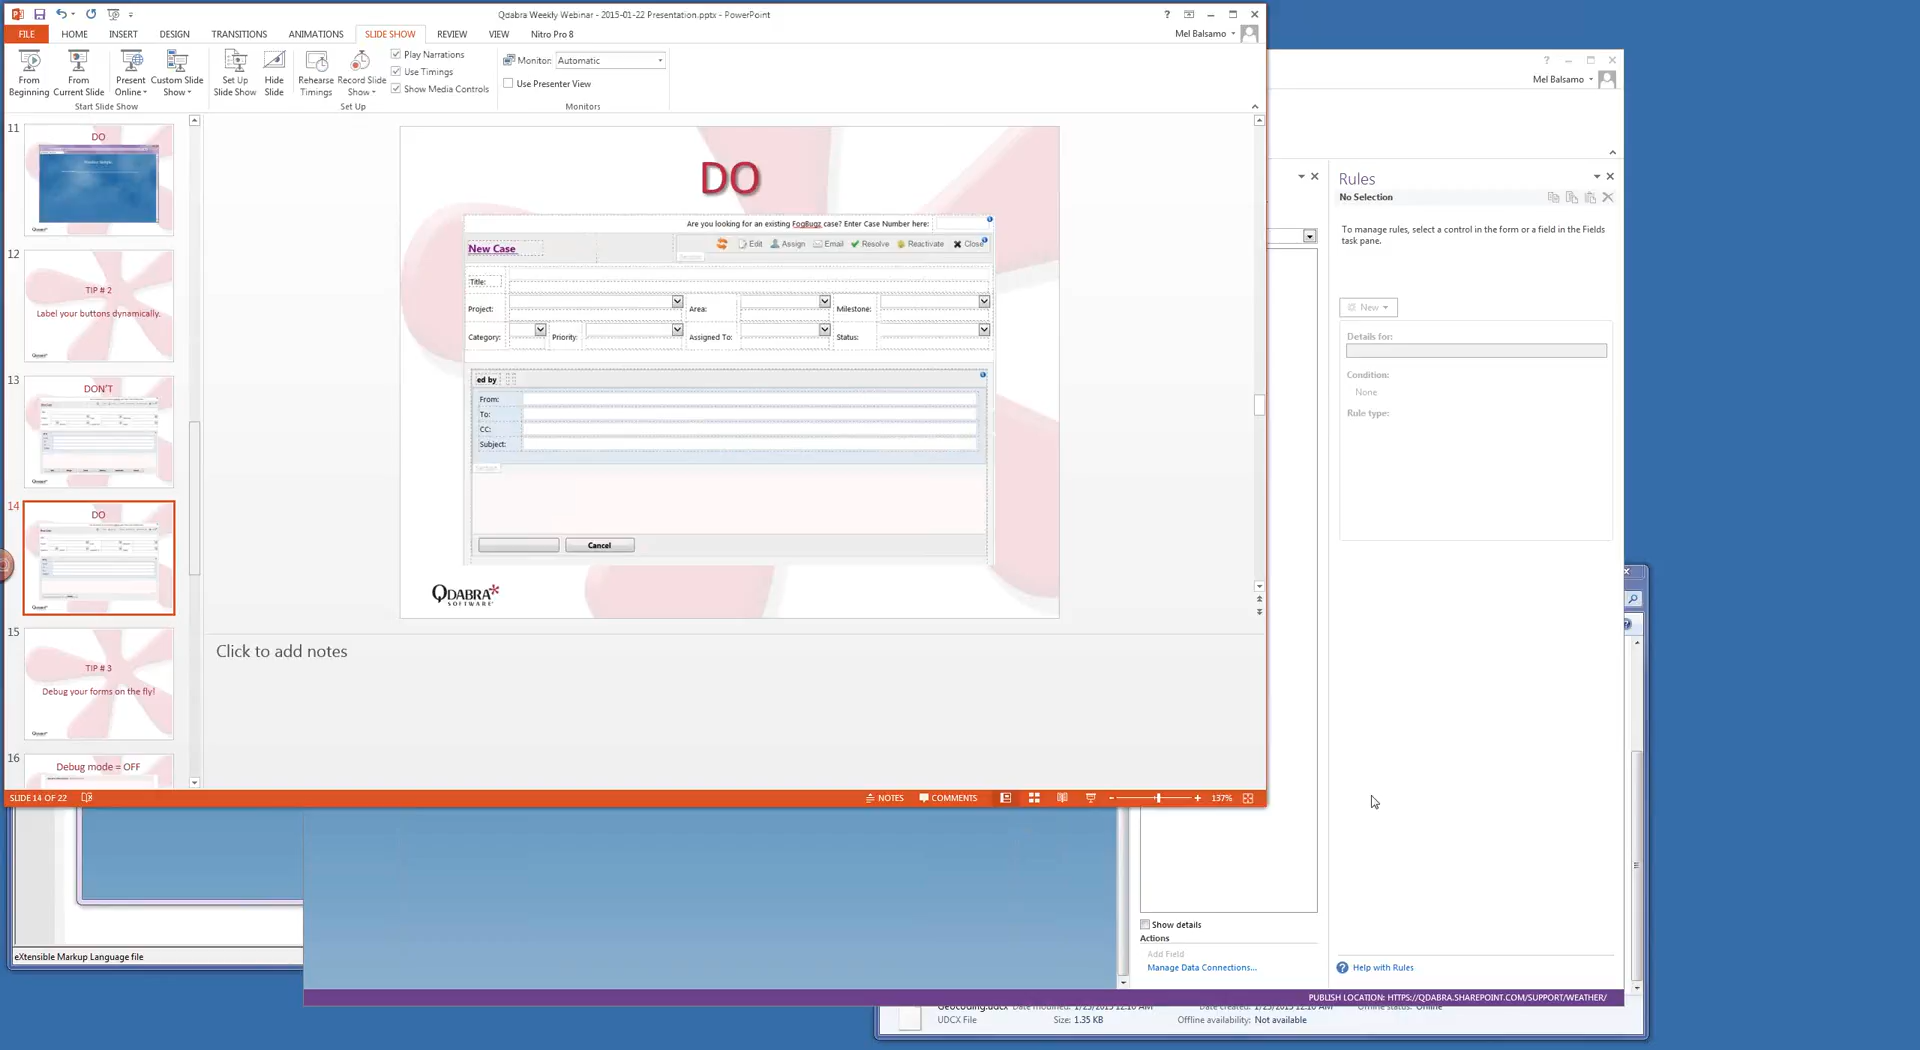 Qdabra Weekly Webinar - 2015-01-22 Presentation.pptx - PowerPoint
FILE HOME INSERT DESIGN TRANSITIONS ANIMATIONS SLIDE SHOW REVIEW VIEW Nitro Pro 8
Mel Balsamo
From Beginning
From Current Slide
Present Online
Custom Slide Show
Start Slide Show
Set Up Slide Show
Hide Slide
Rehearse Timings
Record Slide Show
Play Narrations
Use Timings
Show Media Controls
Set Up
Monitor: Automatic
Use Presenter View
Monitors
11
DO
12
TIP # 2
Label your buttons dynamically.
13
DON'T
14
DO
15
TIP # 3
Debug your forms on the fly!
16
Debug mode = OFF
DO
Are you looking for an existing FogBugz case? Enter Case Number here:
New Case
Edit Assign Email Resolve Reactivate Close
Section
Title:
Project: Area: Milestone:
Category: Priority: Assigned To: Status:
ed by
From:
To:
CC:
Subject:
Section
Cancel
QDABRA
SOFTWARE
Click to add notes
SLIDE 14 OF 22
NOTES COMMENTS 137%
Mel Balsamo
Rules
No Selection
To manage rules, select a control in the form or a field in the Fields
task pane.
New
Details for:
Condition:
None
Rule type:
Show details
Actions
Add Field
Manage Data Connections...
Help with Rules
eXtensible Markup Language file
PUBLISH LOCATION: HTTPS://QDABRA.SHAREPOINT.COM/SUPPORT/WEATHER/
UDCX File Size: 1.35 KB Offline availability: Not available